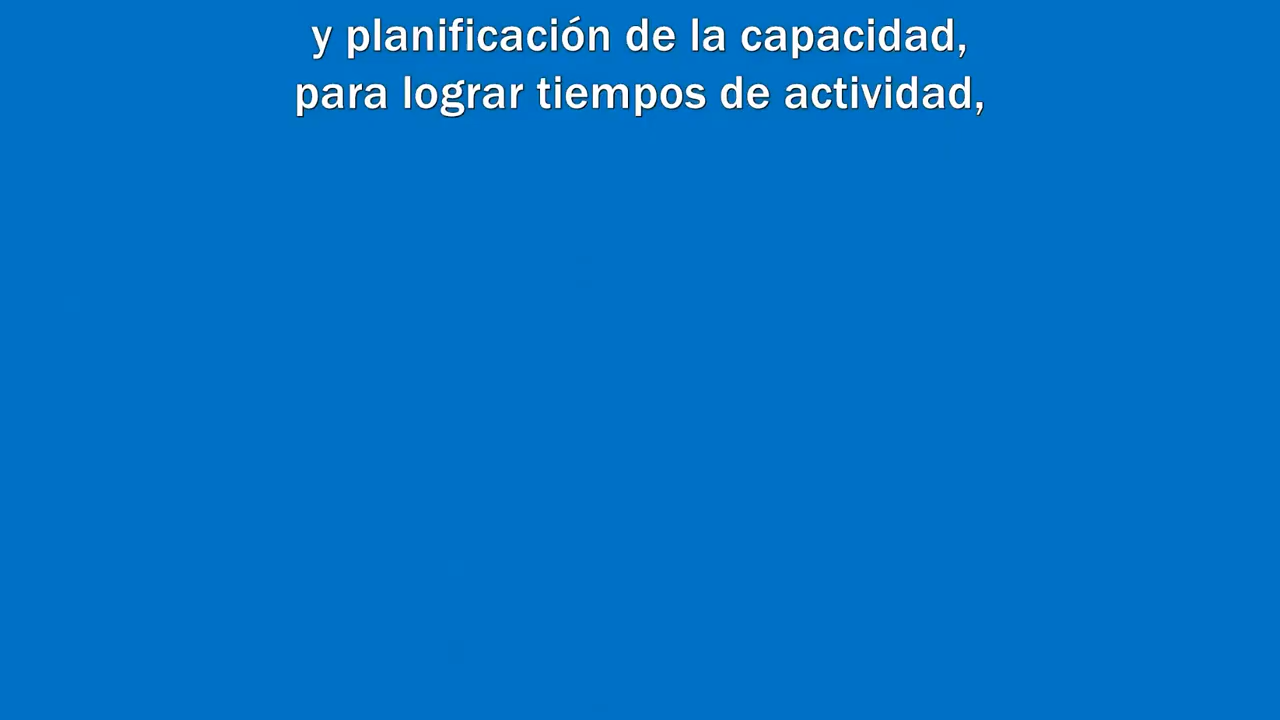 y planificación de la capacidad,
para lograr tiempos de actividad,